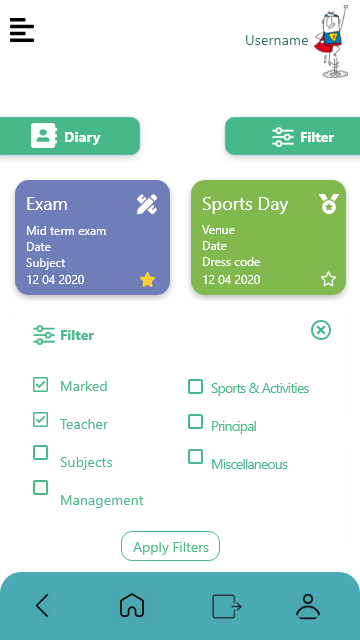 Username
Diary
Filter
Exam
Mid term exam
Date
Subject
12 04 2020
Sports Day
Venue
Date
Dress code
12 04 2020
Filter
Marked
Teacher
Subjects
Management
Sports & Activities
Principal
Miscellaneous
Apply Filters